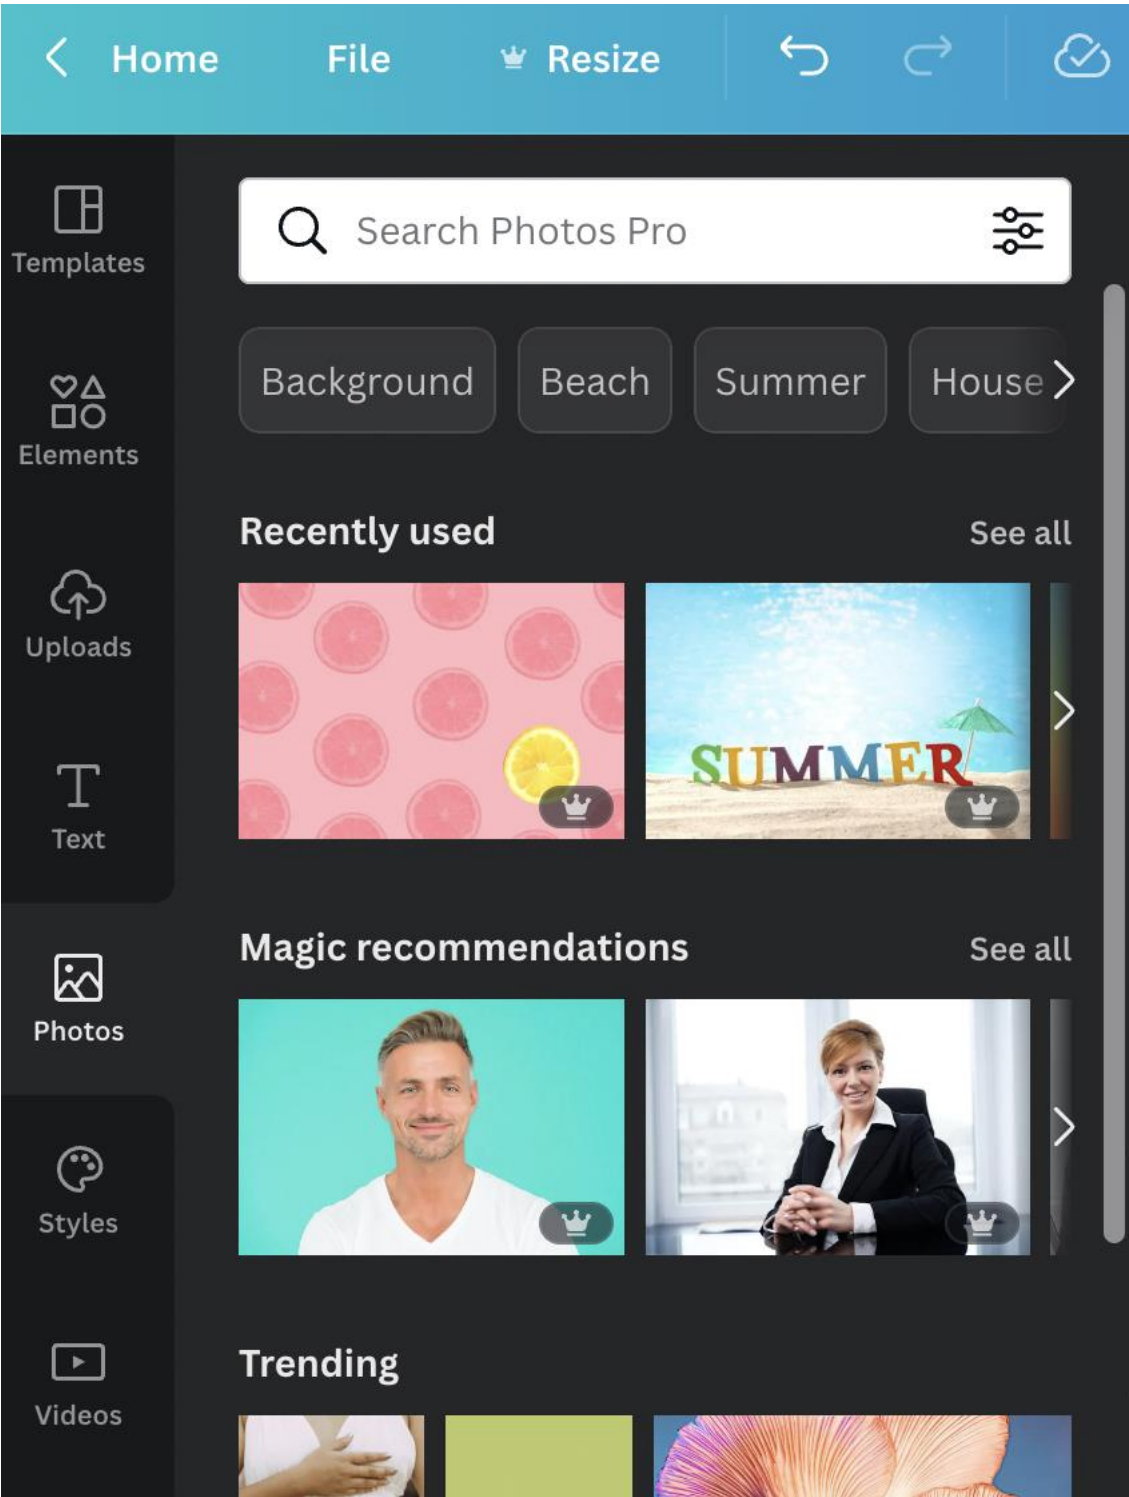 Home File Resize
Search Photos Pro
Background Beach Summer House
Recently used See all
SUMMER
Magic recommendations See all
Trending
Templates
Elements
Uploads
Text
Photos
Styles
Videos